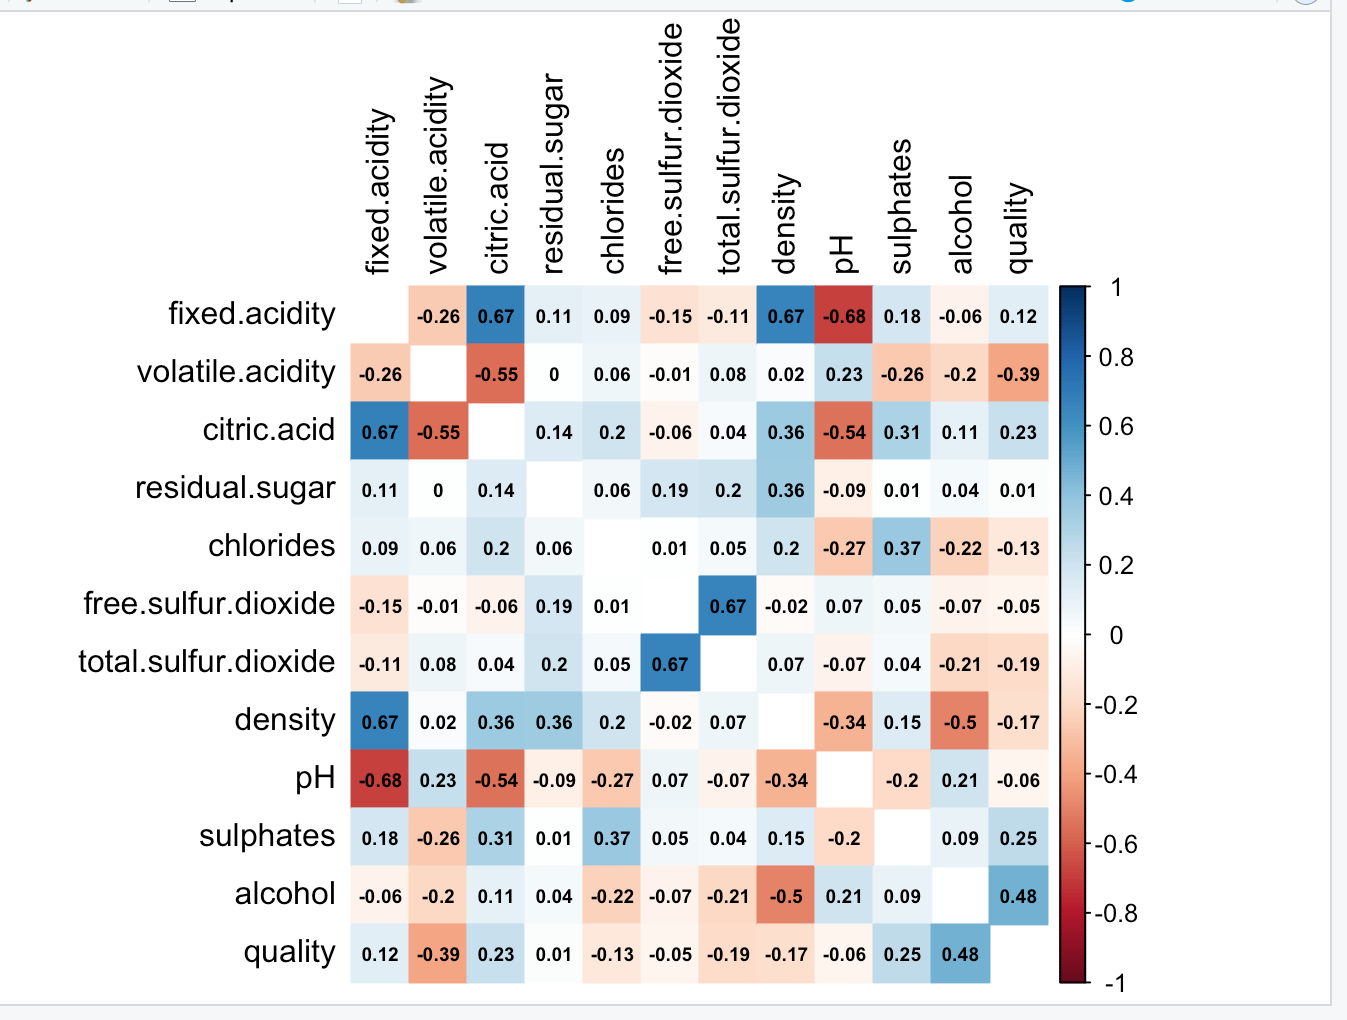 fixed.acidity
volatile.acidity
citric.acid
residual.sugar
chlorides
free.sulfur.dioxide
total.sulfur.dioxide
density
pH
sulphates
alcohol
quality
fixed.acidity -0.26 0.67 0.11 0.09 -0.15 -0.11 0.67 -0.68 0.18 -0.06 0.12
volatile.acidity -0.26 -0.55 0 0.06 -0.01 0.08 0.02 0.23 -0.26 -0.2 -0.39
citric.acid 0.67 -0.55 0.14 0.2 -0.06 0.04 0.36 -0.54 0.31 0.11 0.23
residual.sugar 0.11 0 0.14 0.06 0.19 0.2 0.36 -0.09 0.01 0.04 0.01
chlorides 0.09 0.06 0.2 0.06 0.01 0.05 0.2 -0.27 0.37 -0.22 -0.13
free.sulfur.dioxide -0.15 -0.01 -0.06 0.19 0.01 0.67 -0.02 0.07 0.05 -0.07 -0.05
total.sulfur.dioxide -0.11 0.08 0.04 0.2 0.05 0.67 0.07 -0.07 0.04 -0.21 -0.19
density 0.67 0.02 0.36 0.36 0.2 -0.02 0.07 -0.34 0.15 -0.5 -0.17
pH -0.68 0.23 -0.54 -0.09 -0.27 0.07 -0.07 -0.34 -0.2 0.21 -0.06
sulphates 0.18 -0.26 0.31 0.01 0.37 0.05 0.04 0.15 -0.2 0.09 0.25
alcohol -0.06 -0.2 0.11 0.04 -0.22 -0.07 -0.21 -0.5 0.21 0.09 0.48
quality 0.12 -0.39 0.23 0.01 -0.13 -0.05 -0.19 -0.17 -0.06 0.25 0.48
1
0.8
0.6
0.4
0.2
0
-0.2
-0.4
-0.6
-0.8
-1